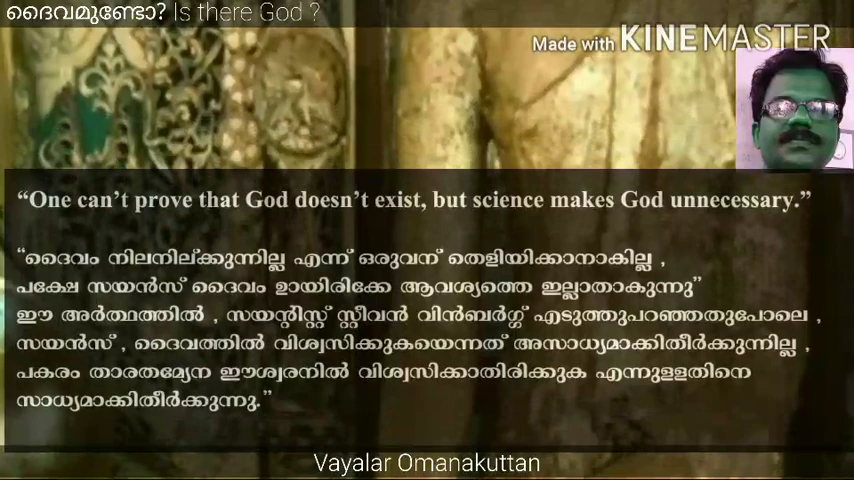 ദൈവമുണ്ടോ? Is there God ?
Made with KINEMASTER
“One can’t prove that God doesn’t exist, but science makes God unnecessary.”
“ദൈവം നിലനില്ക്കുന്നില്ല എന്ന് ഒരുവന് തെളിയിക്കാനാകില്ല ,
പക്ഷേ സയൻസ് ദൈവം ഉായിരിക്കേ ആവശ്യത്തെ ഇല്ലാതാകുന്നു”
ഈ അർത്ഥത്തിൽ , സയന്റിസ്റ്റ് സ്റ്റീവൻ വിൻബർഗ്ഗ് എടുത്തുപറഞ്ഞതുപോലെ ,
സയൻസ് , ദൈവത്തിൽ വിശ്വസിക്കുകയെന്നത് അസാധ്യമാക്കിതീർക്കുന്നില്ല ,
പകരം താരതമ്യേന ഈശ്വരനിൽ വിശ്വസിക്കാതിരിക്കുക എന്നുളളതിനെ
സാധ്യമാക്കിതീർക്കുന്നു.”
Vayalar Omanakuttan